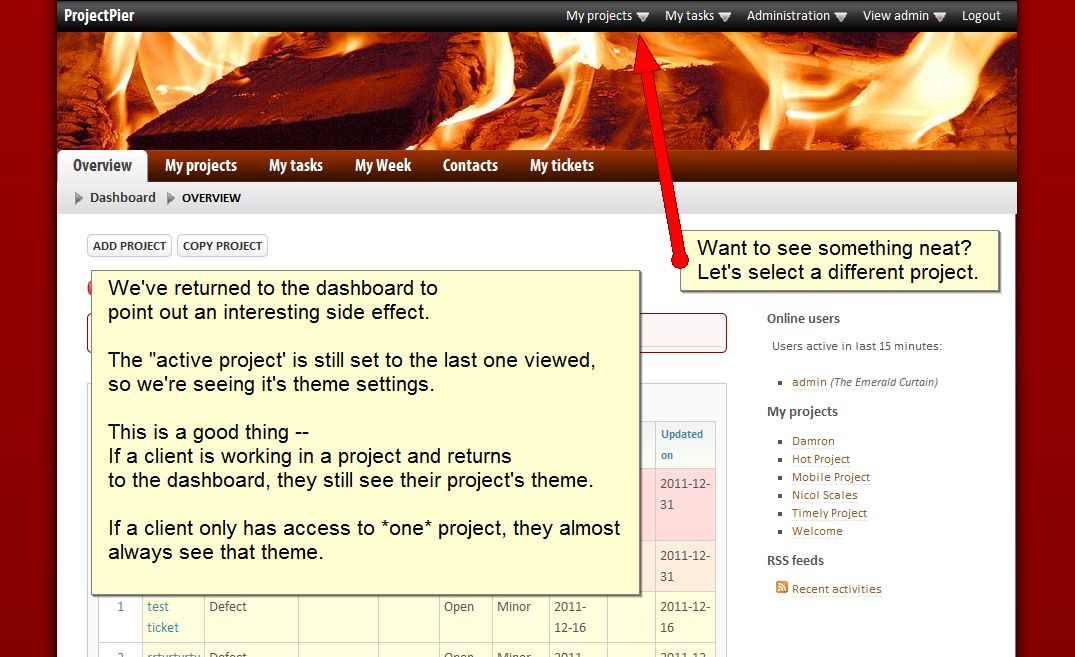 ProjectPier
My projects My tasks Administration View admin Logout
Overview My projects My tasks My Week Contacts My tickets
Dashboard OVERVIEW
ADD PROJECT COPY PROJECT
Want to see something neat?
Let's select a different project.
We've returned to the dashboard to
point out an interesting side effect.
The "active project' is still set to the last one viewed,
so we're seeing it's theme settings.
This is a good thing --
If a client is working in a project and returns
to the dashboard, they still see their project's theme.
If a client only has access to *one* project, they almost
always see that theme.
Updated
on
2011-12-
31
2011-12-
31
1 test Defect Open Minor 2011- 2011-12-
ticket 12-16 16
Defect Open Minor 2011- 2011-12-
Online users
Users active in last 15 minutes:
admin (The Emerald Curtain)
My projects
Damron
Hot Project
Mobile Project
Nicol Scales
Timely Project
Welcome
RSS feeds
Recent activities